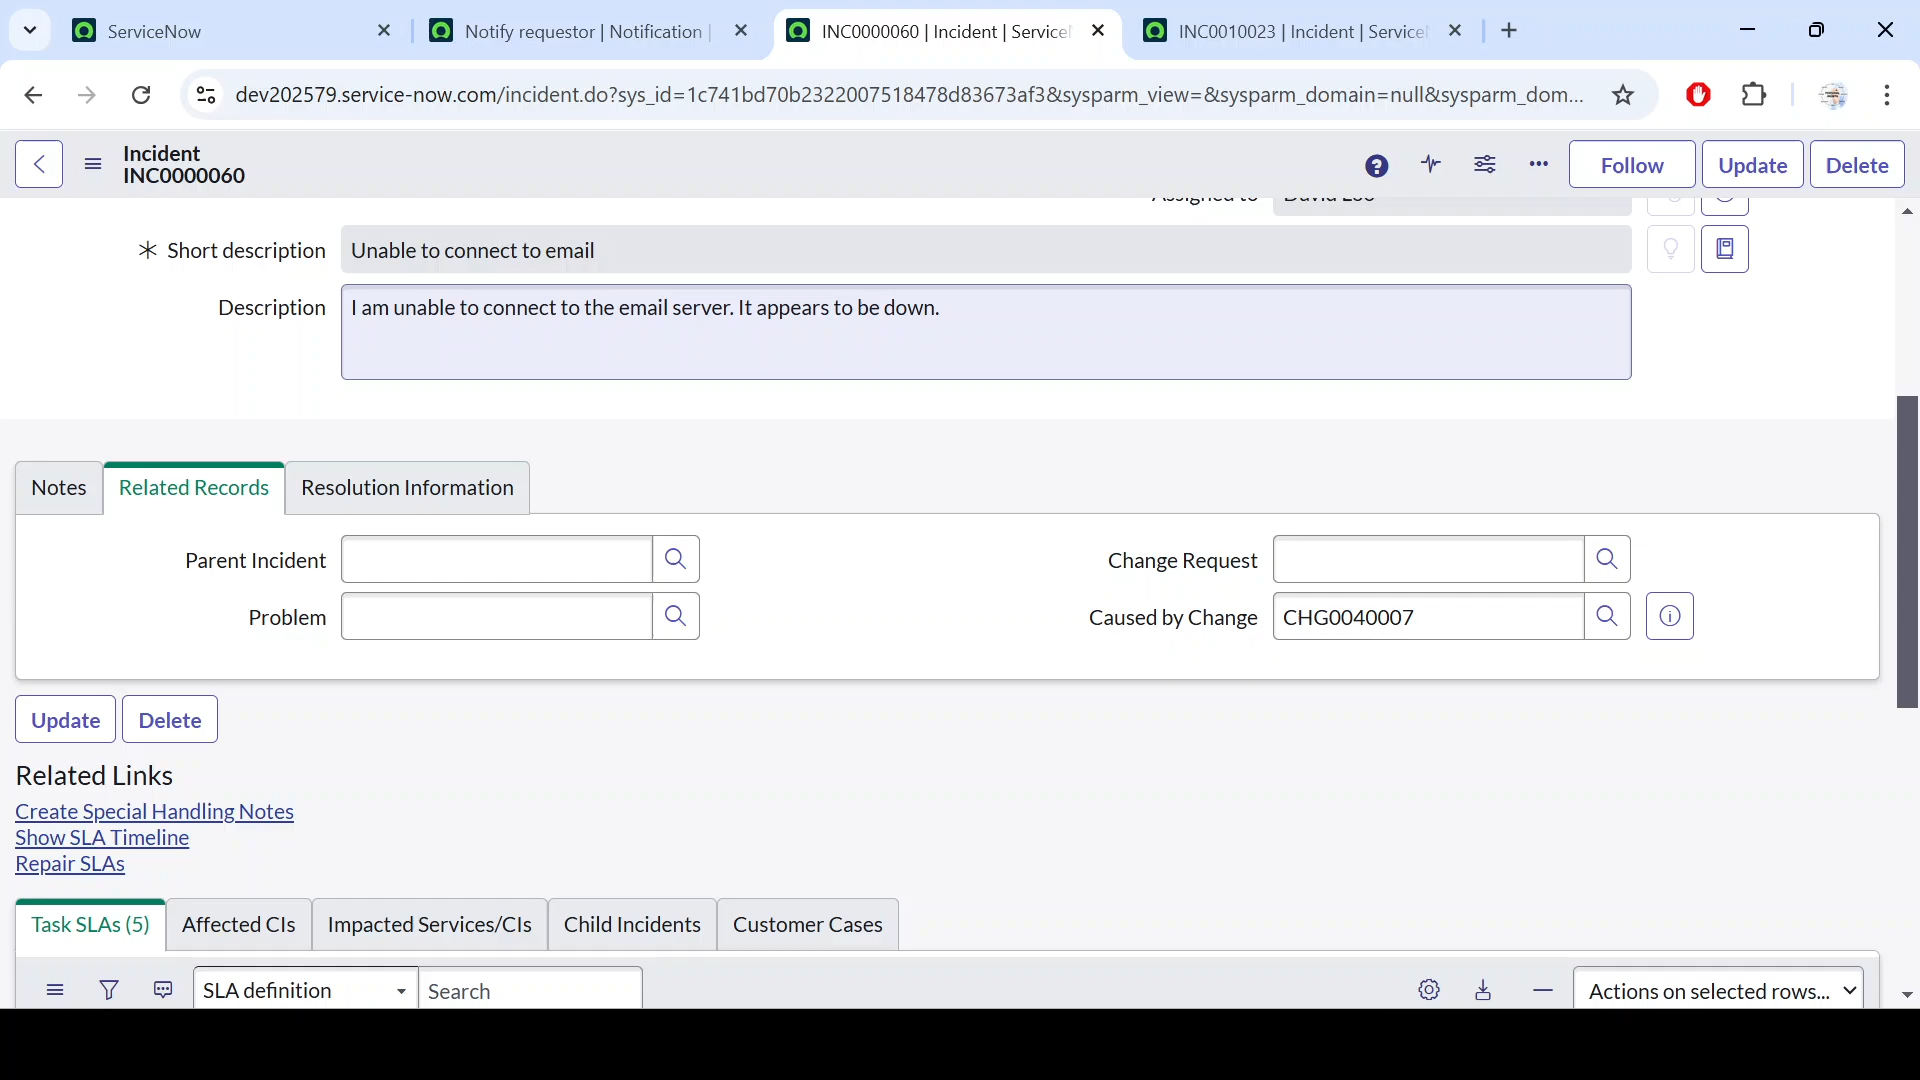 ServiceNow
Notify requestor | Notification |
INC0000060 | Incident | Service
INC0010023 | Incident | Service
dev202579.service-now.com/incident.do?sys_id=1c741bd70b2322007518478d83673af3&sysparm_view=&sysparm_domain=null&sysparm_dom...
Incident
INC0000060
Follow
Update
Delete
Assigned to
Short description
Unable to connect to email
Description
I am unable to connect to the email server. It appears to be down.
Notes
Related Records
Resolution Information
Parent Incident
Change Request
Problem
Caused by Change
CHG0040007
Update
Delete
Related Links
Create Special Handling Notes
Show SLA Timeline
Repair SLAs
Task SLAs (5)
Affected CIs
Impacted Services/CIs
Child Incidents
Customer Cases
SLA definition
Search
Actions on selected rows...